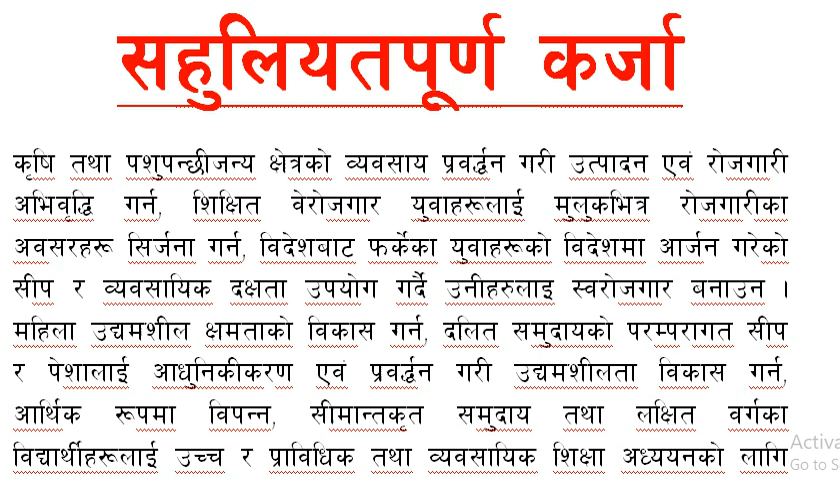 सहुलियतपूर्ण कर्जा
कृषि तथा पशुपन्छीजन्य क्षेत्रको व्यवसाय प्रवर्द्धन गरी उत्पादन एवं रोजगारी
अभिवृद्धि गर्न, शिक्षित वेरोजगार युवाहरूलाई मुलुकभित्र रोजगारीका
अवसरहरू सिर्जना गर्न, विदेशबाट फर्केका युवाहरूको विदेशमा आर्जन गरेको
सीप र व्यवसायिक दक्षता उपयोग गर्दै उनीहरुलाइ स्वरोजगार बनाउन ।
महिला उद्यमशील क्षमताको विकास गर्न, दलित समुदायको परम्परागत सीप
र पेशालाई आधुनिकीकरण एवं प्रवर्द्धन गरी उद्यमशीलता विकास गर्न,
आर्थिक रूपमा विपन्न, सीमान्तकृत समुदाय तथा लक्षित वर्गका
विद्यार्थीहरूलाई उच्च र प्राविधिक तथा व्यवसायिक शिक्षा अध्ययनको लागि
Go to